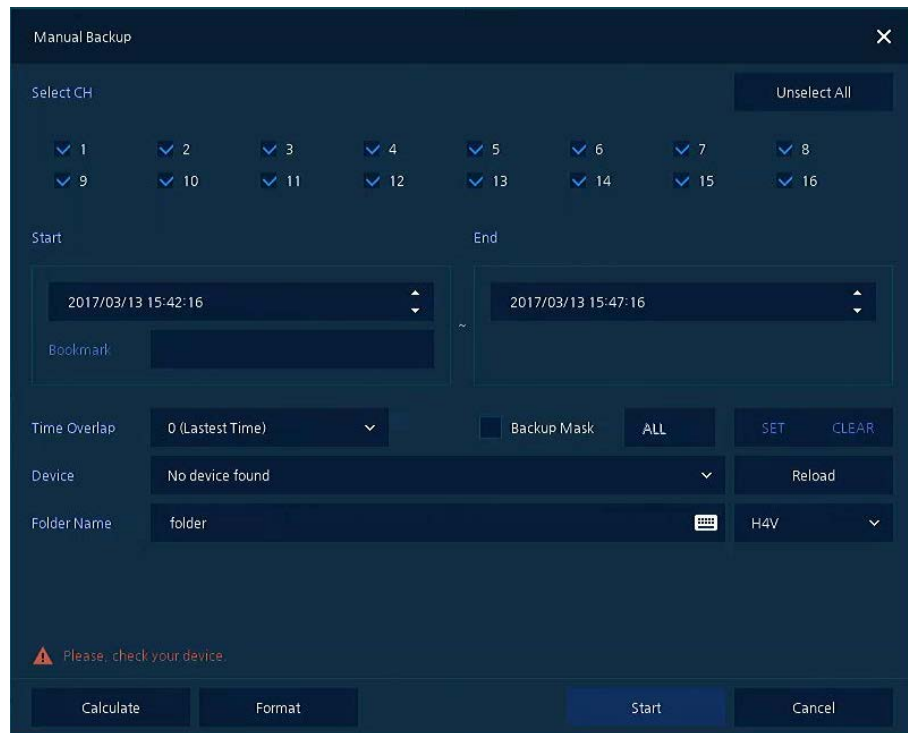 Manual Backup
Select CH
Unselect All
1 2 3 4 5 6 7 8
9 10 11 12 13 14 15 16
Start End
2017/03/13 15:42:16 ~ 2017/03/13 15:47:16
Bookmark
Time Overlap 0 (Lastest Time) Backup Mask ALL SET CLEAR
Device No device found Reload
Folder Name folder H4V
Please, check your device.
Calculate Format Start Cancel